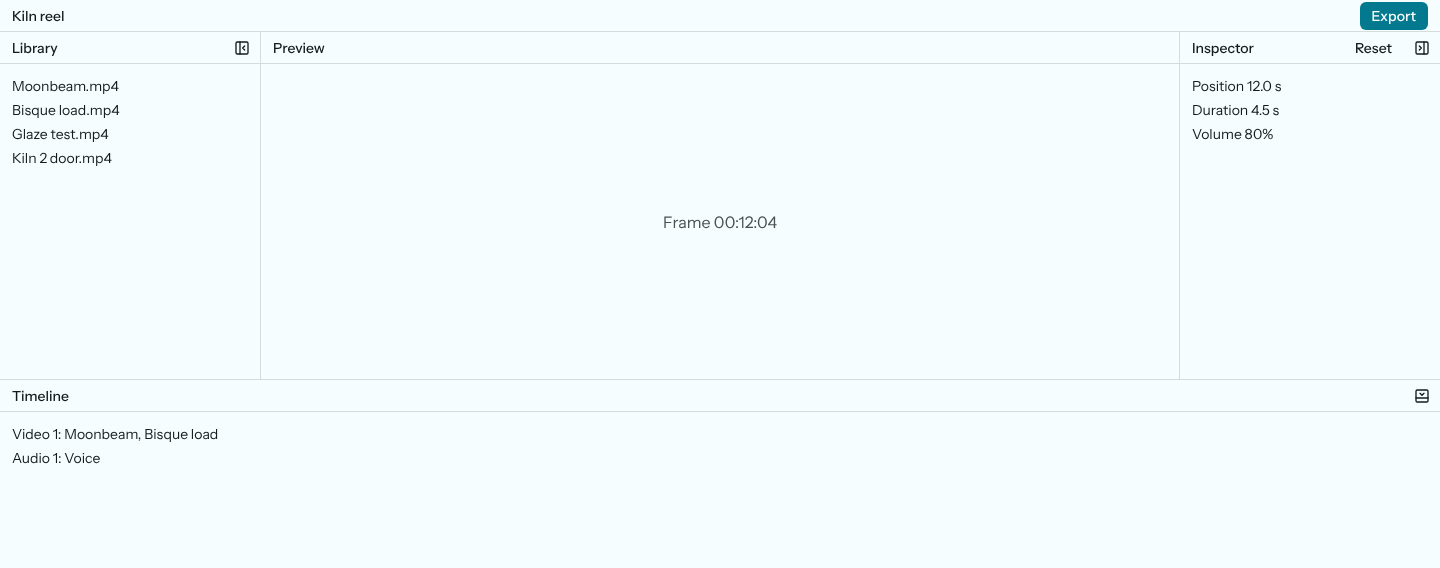 Kiln reel
Export
Library
Preview
Inspector
Reset
Moonbeam.mp4
Bisque load.mp4
Glaze test.mp4
Kiln 2 door.mp4
Frame 00:12:04
Position 12.0 s
Duration 4.5 s
Volume 80%
Timeline
Video 1: Moonbeam, Bisque load
Audio 1: Voice